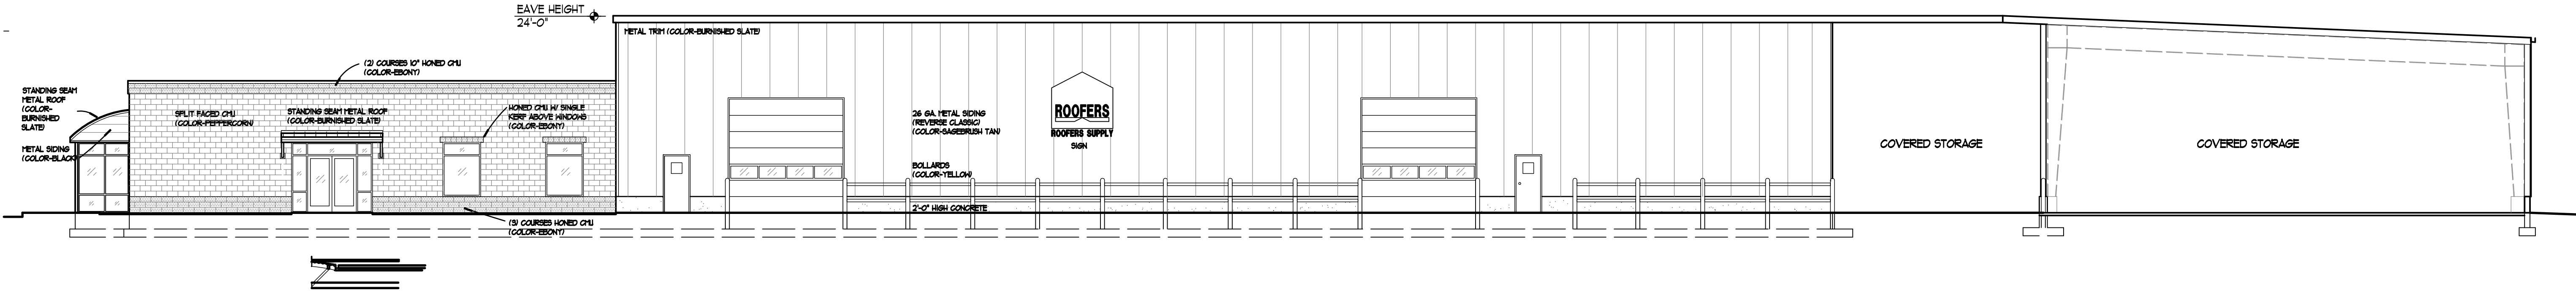 EAVE HEIGHT
24'-0"
METAL TRIM (COLOR-BURNISHED SLATE)
(2) COURSES 10" HONED CMU
(COLOR-EBONY)
STANDING SEAM
METAL ROOF
(COLOR-
BURNISHED
SLATE)
METAL SIDING
(COLOR-BLACK)
SPLIT FACED CMU
(COLOR-PEPPERCORN)
STANDING SEAM METAL ROOF
(COLOR-BURNISHED SLATE)
HONED CMU W/ SINGLE
KERF ABOVE WINDOWS
(COLOR-EBONY)
(3) COURSES HONED CMU
(COLOR-EBONY)
26 GA. METAL SIDING
(REVERSE CLASSIC)
(COLOR-SAGEBRUSH TAN)
BOLLARDS
(COLOR-YELLOW)
2'-0" HIGH CONCRETE
ROOFERS
ROOFERS SUPPLY
SIGN
COVERED STORAGE
COVERED STORAGE